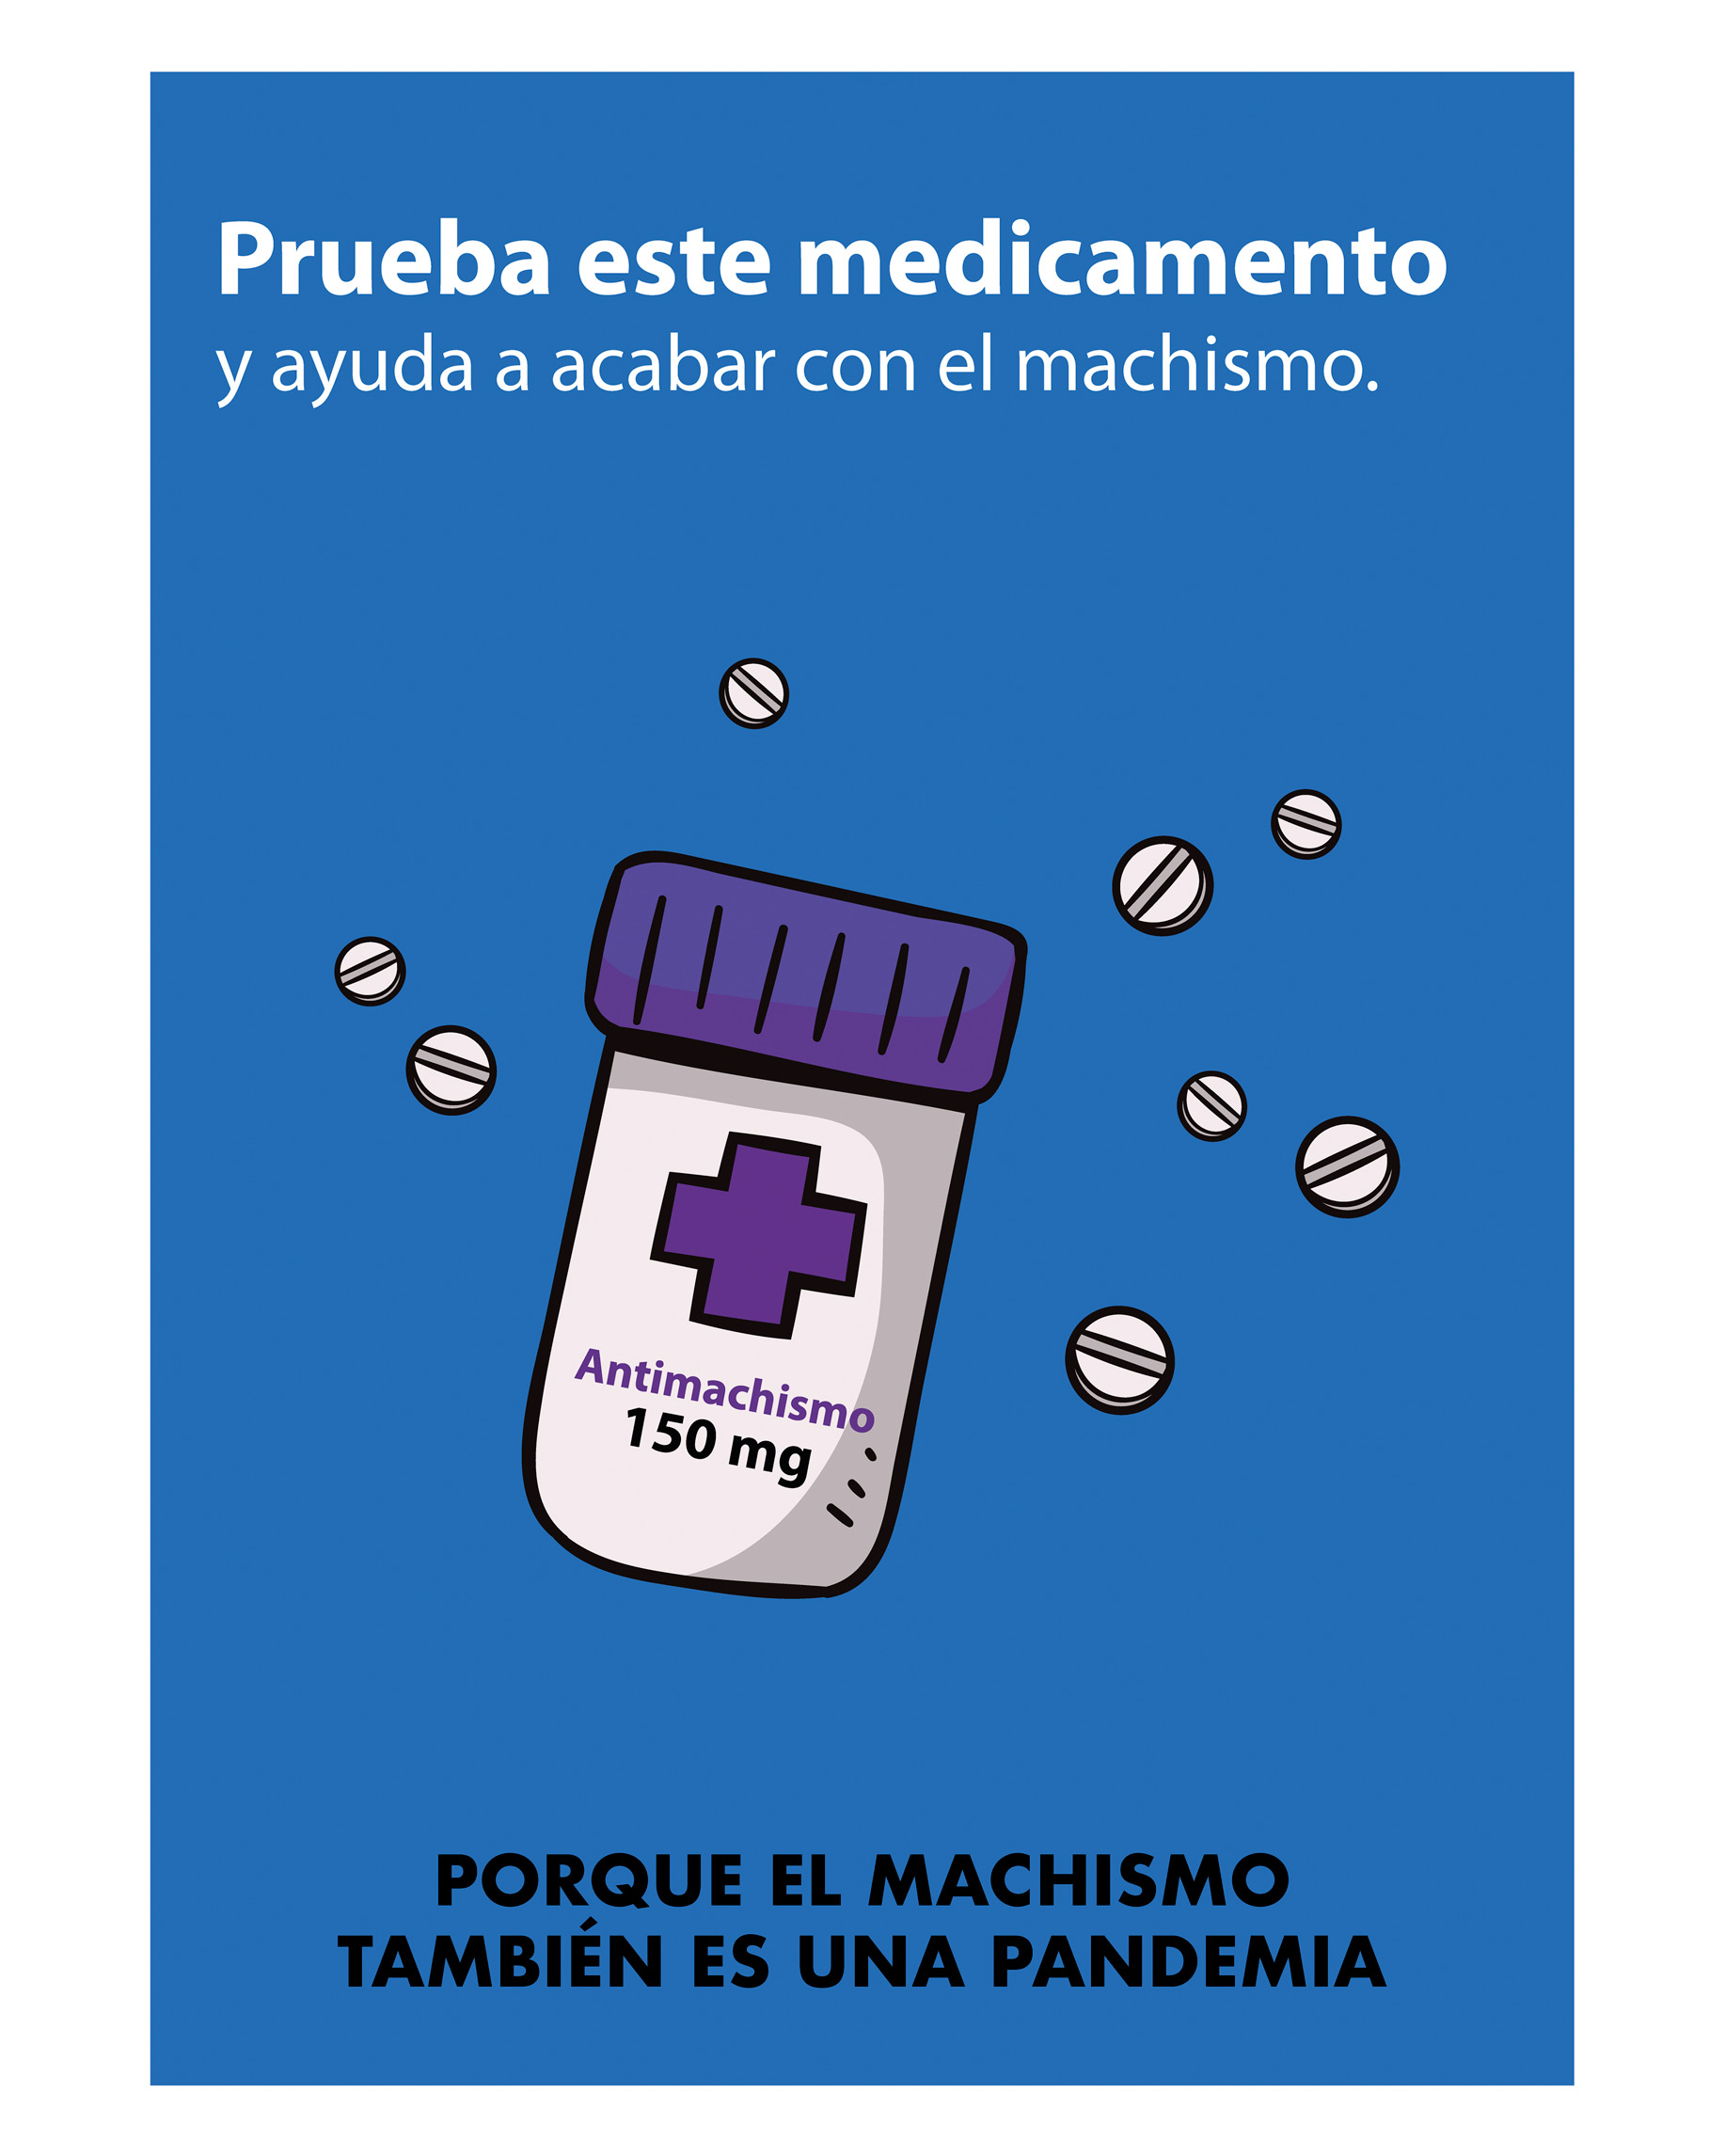 Prueba este medicamento
y ayuda a acabar con el machismo.
Antimachismo
150 mg
PORQUE EL MACHISMO
TAMBIÉN ES UNA PANDEMIA